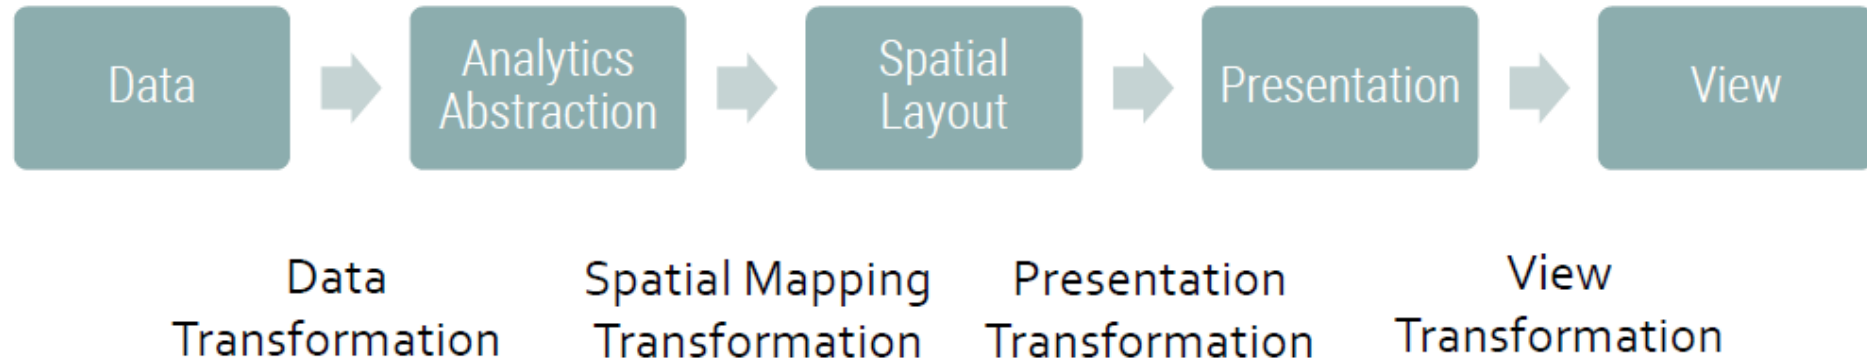 Data
Analytics
Abstraction
Spatial
Layout
Presentation
View
Data
Transformation
Spatial Mapping
Transformation
Presentation
Transformation
View
Transformation